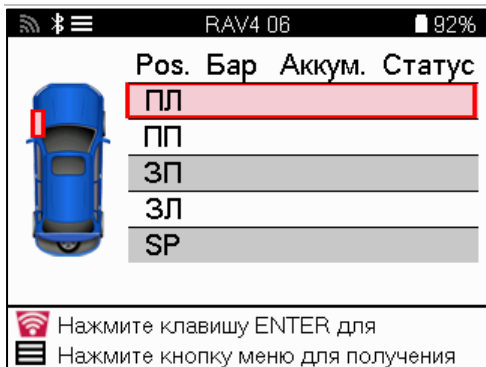 RAV4 06 92%
Pos. Бар Аккум. Статус
ПЛ
ПП
ЗП
ЗЛ
SP
Нажмите клавишу ENTER для
Нажмите кнопку меню для получения